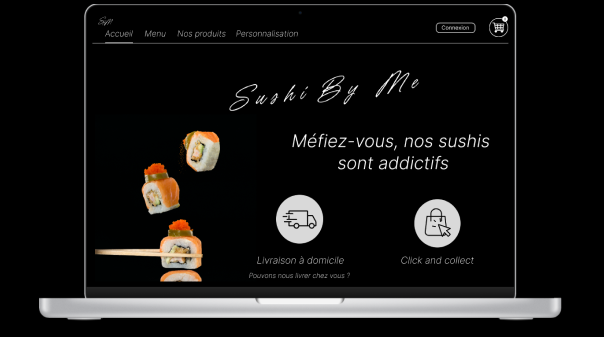 SBM
Accueil Menu Nos produits Personnalisation
Connexion
Sushi By Me
Méfiez-vous, nos sushis
sont addictifs
Livraison à domicile
Click and collect
Pouvons nous livrer chez vous ?